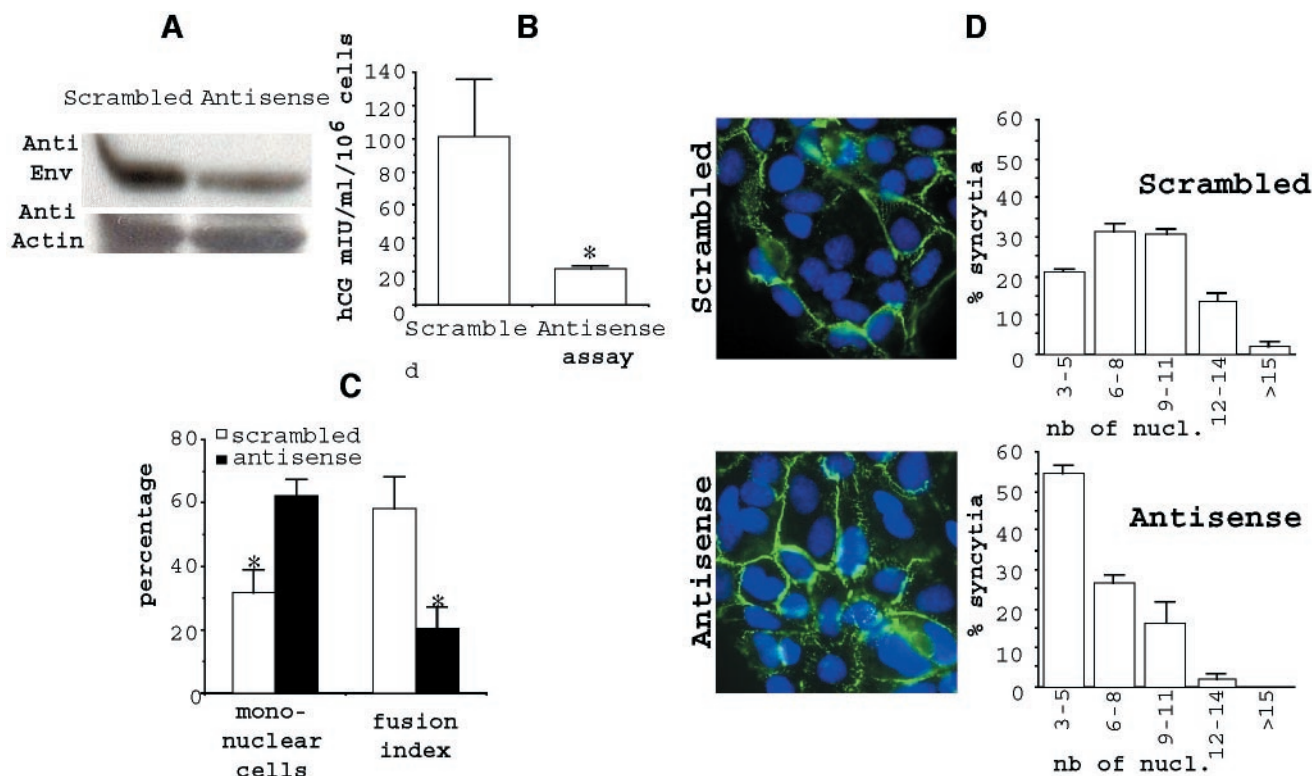 A
Scrambled Antisense
Anti
Env
Anti
Actin
B
hCG mIU/ml/10⁶ cells
140
120
100
80
60
40
20
0
Scramble
Antisense
assay
d
C
percentage
80
60
40
20
0
scrambled
antisense
*
*
*
mono-
nuclear
cells
fusion
index
D
Scrambled
% syncytia
60
50
40
30
20
10
0
Scrambled
3-5
6-8
9-11
12-14
>15
nb of nucl.
Antisense
% syncytia
60
50
40
30
20
10
0
Antisense
3-5
6-8
9-11
12-14
>15
nb of nucl.